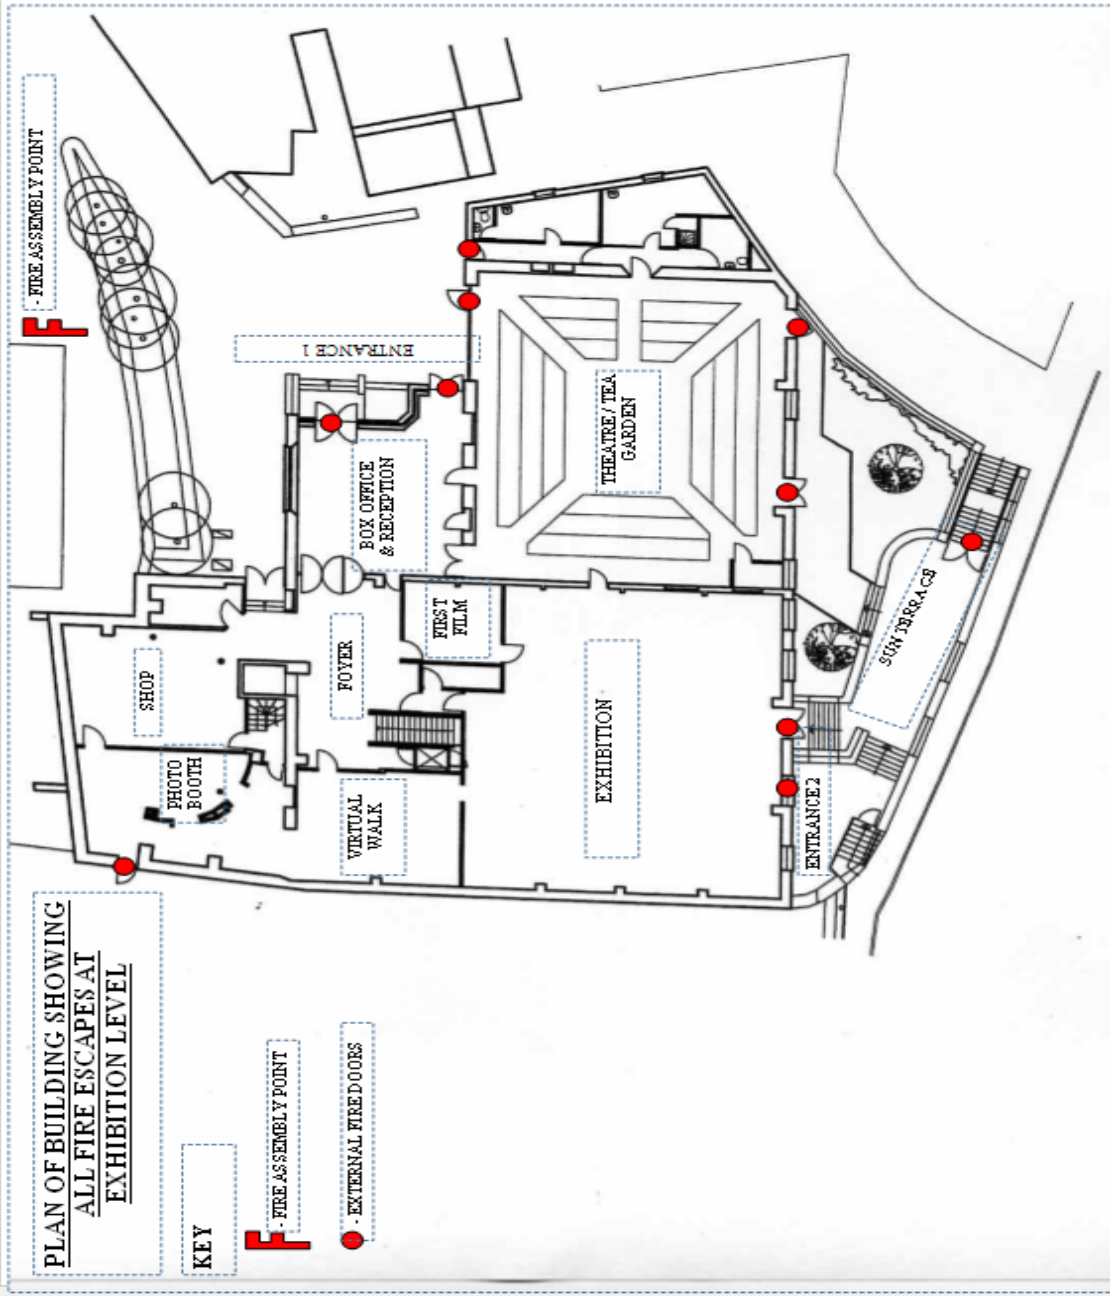 PLAN OF BUILDING SHOWING
ALL FIRE ESCAPES AT
EXHIBITION LEVEL
KEY
- FIRE ASSEMBLY POINT
- EXTERNAL FIRE DOORS
- FIRE ASSEMBLY POINT
SHOP
PHOTO
BOOTH
VIRTUAL
WALK
FOYER
BOX OFFICE
& RECEPTION
ENTRANCE 1
FIRST
FILM
EXHIBITION
THEATRE / TEA
GARDEN
ENTRANCE 2
SUN TERRACE